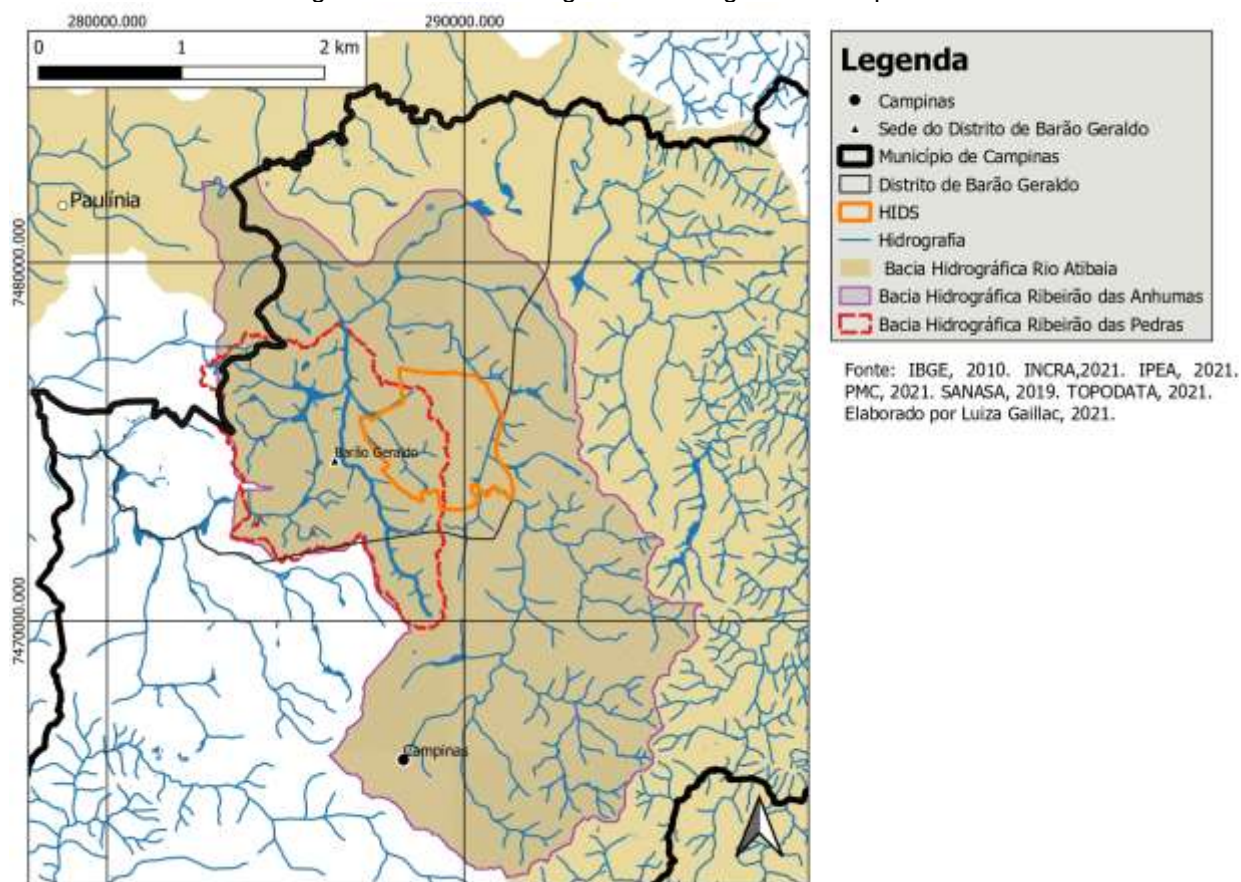 280000.000
290000.000
0 1 2 km
7480000.000
7470000.000
Paulínia
Barão Geraldo
Campinas
Legenda
Campinas
Sede do Distrito de Barão Geraldo
Município de Campinas
Distrito de Barão Geraldo
HIDS
Hidrografia
Bacia Hidrográfica Rio Atibaia
Bacia Hidrográfica Ribeirão das Anhumas
Bacia Hidrográfica Ribeirão das Pedras
Fonte: IBGE, 2010. INCRA,2021. IPEA, 2021.
PMC, 2021. SANASA, 2019. TOPODATA, 2021.
Elaborado por Luiza Gaillac, 2021.